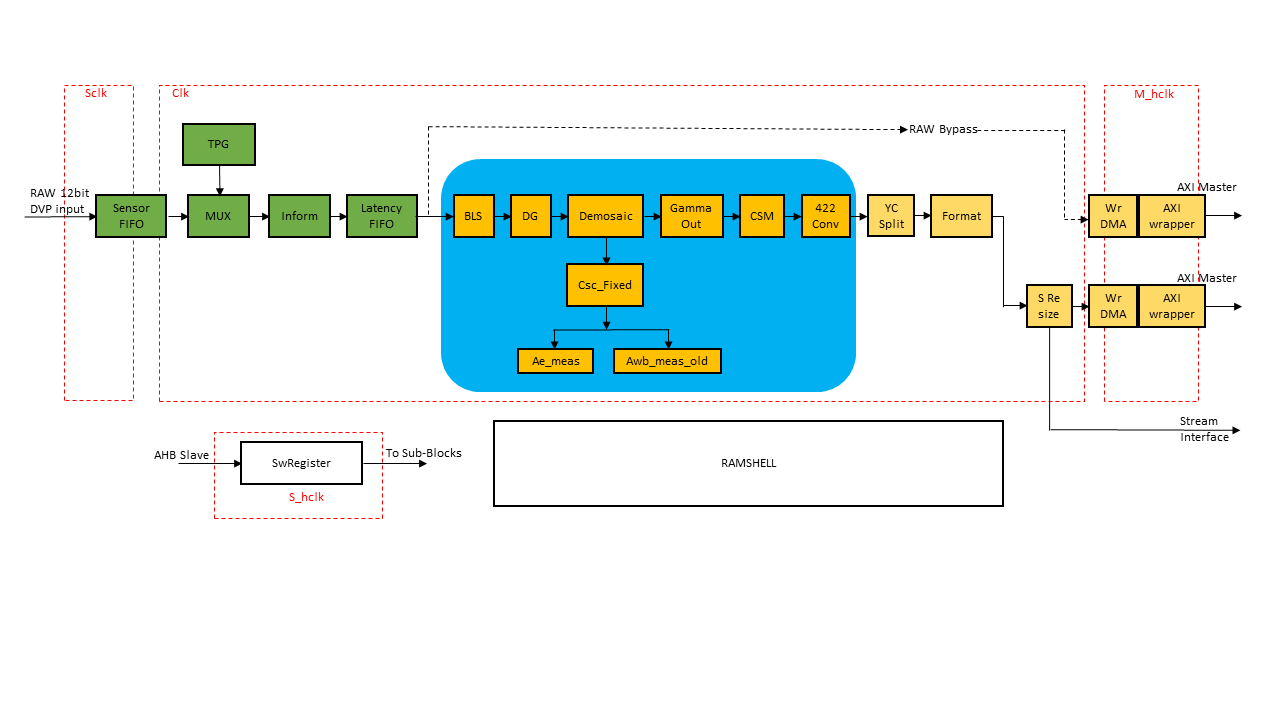 Sclk
Clk
M_hclk
TPG
RAW Bypass
RAW 12bit
DVP input
AXI Master
Sensor
FIFO
MUX
Inform
Latency
FIFO
BLS
DG
Demosaic
Gamma
Out
CSM
422
Conv
YC
Split
Format
Wr
DMA
AXI
wrapper
AXI Master
Csc_Fixed
S Re
size
Wr
DMA
AXI
wrapper
Ae_meas
Awb_meas_old
Stream
Interface
AHB Slave
SwRegister
To Sub-Blocks
S_hclk
RAMSHELL